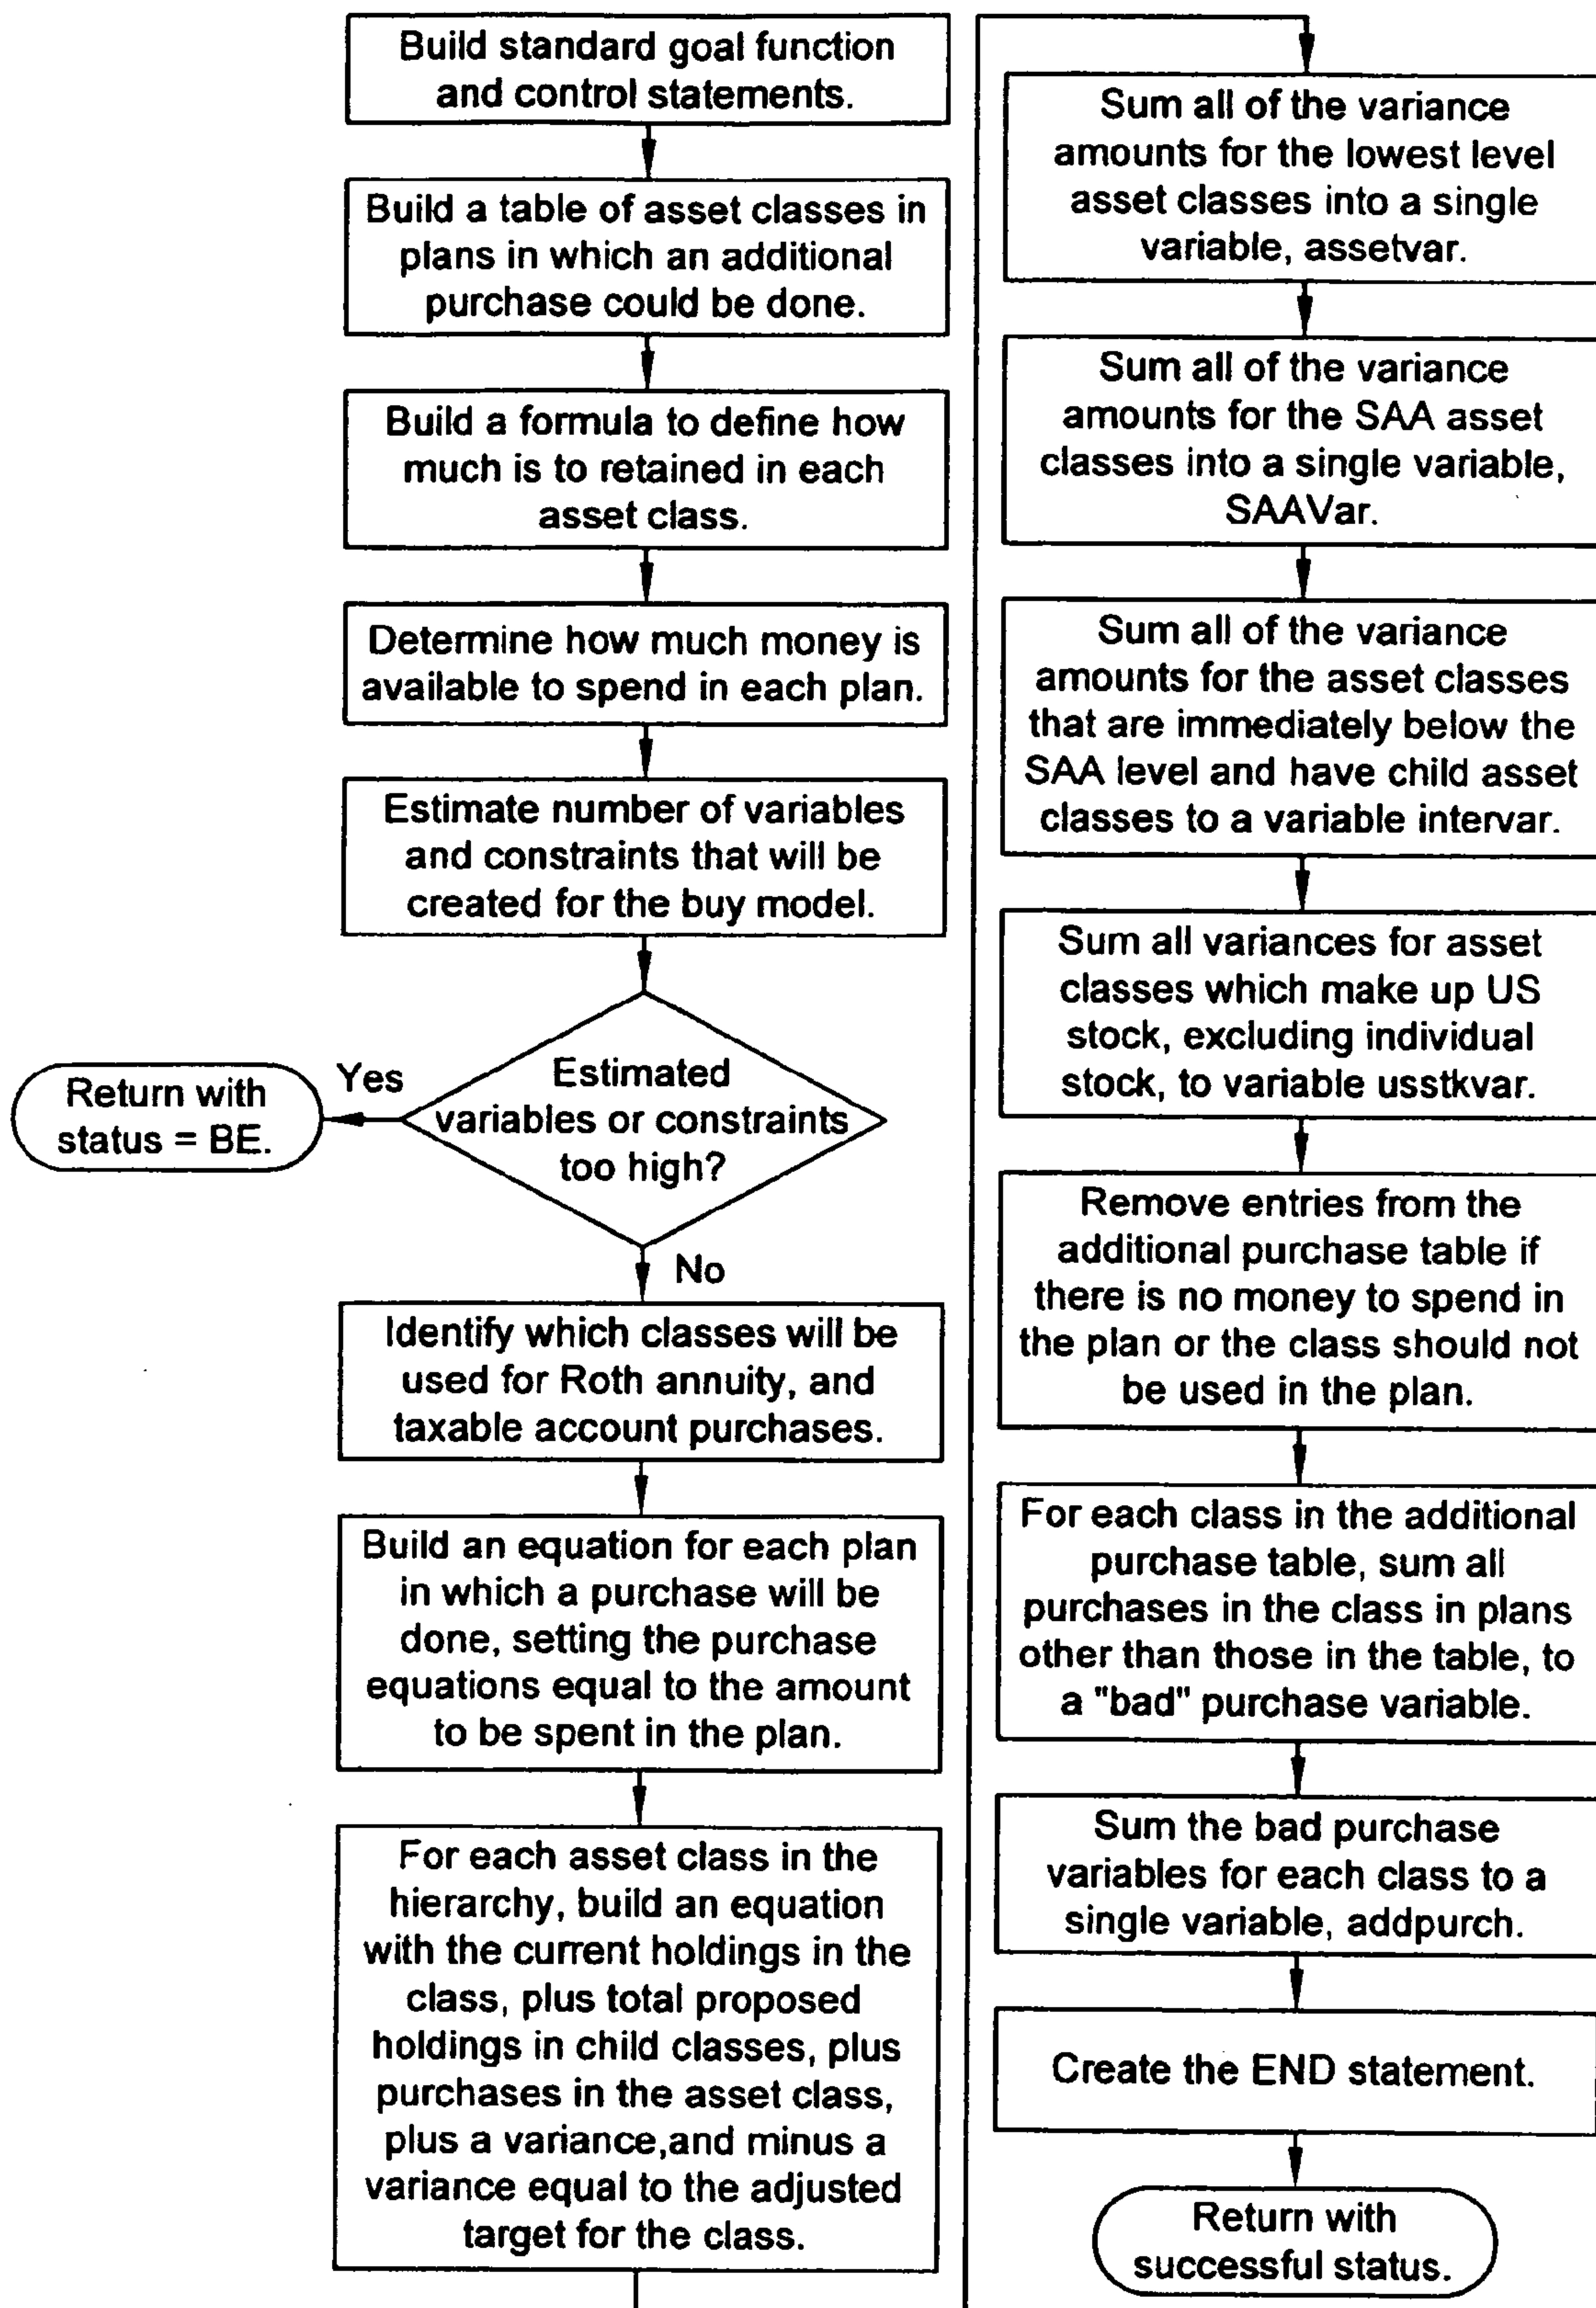 Build standard goal function
and control statements.
Build a table of asset classes in
plans in which an additional
purchase could be done.
Build a formula to define how
much is to retained in each
asset class.
Determine how much money is
available to spend in each plan.
Estimate number of variables
and constraints that will be
created for the buy model.
Estimated
variables or constraints
too high?
Yes
Return with
status = BE.
No
Identify which classes will be
used for Roth annuity, and
taxable account purchases.
Build an equation for each plan
in which a purchase will be
done, setting the purchase
equations equal to the amount
to be spent in the plan.
For each asset class in the
hierarchy, build an equation
with the current holdings in the
class, plus total proposed
holdings in child classes, plus
purchases in the asset class,
plus a variance,and minus a
variance equal to the adjusted
target for the class.
Sum all of the variance
amounts for the lowest level
asset classes into a single
variable, assetvar.
Sum all of the variance
amounts for the SAA asset
classes into a single variable,
SAAVar.
Sum all of the variance
amounts for the asset classes
that are immediately below the
SAA level and have child asset
classes to a variable intervar.
Sum all variances for asset
classes which make up US
stock, excluding individual
stock, to variable usstkvar.
Remove entries from the
additional purchase table if
there is no money to spend in
the plan or the class should not
be used in the plan.
For each class in the additional
purchase table, sum all
purchases in the class in plans
other than those in the table, to
a "bad" purchase variable.
Sum the bad purchase
variables for each class to a
single variable, addpurch.
Create the END statement.
Return with
successful status.